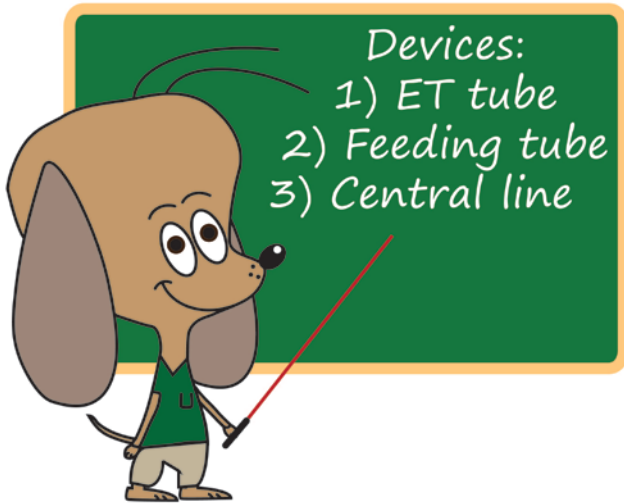 Devices:
1) ET tube
2) Feeding tube
3) Central line